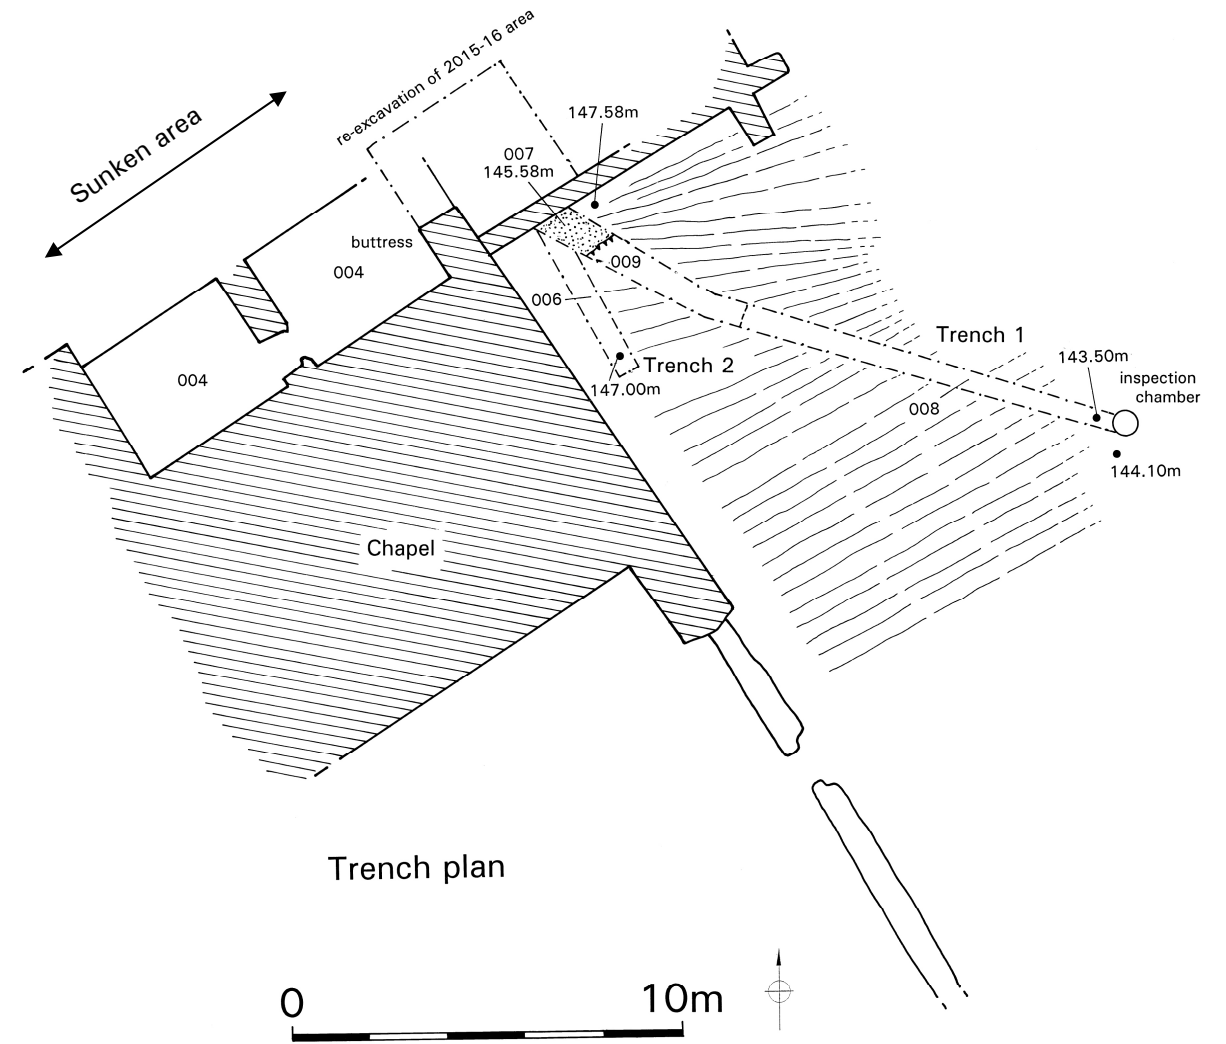 re-excavation of 2015-16 area
Sunken area
147.58m
007
145.58m
buttress
004
009
006
Trench 1
143.50m
Trench 2
inspection
chamber
004
147.00m
008
144.10m
Chapel
Trench plan
0
10m